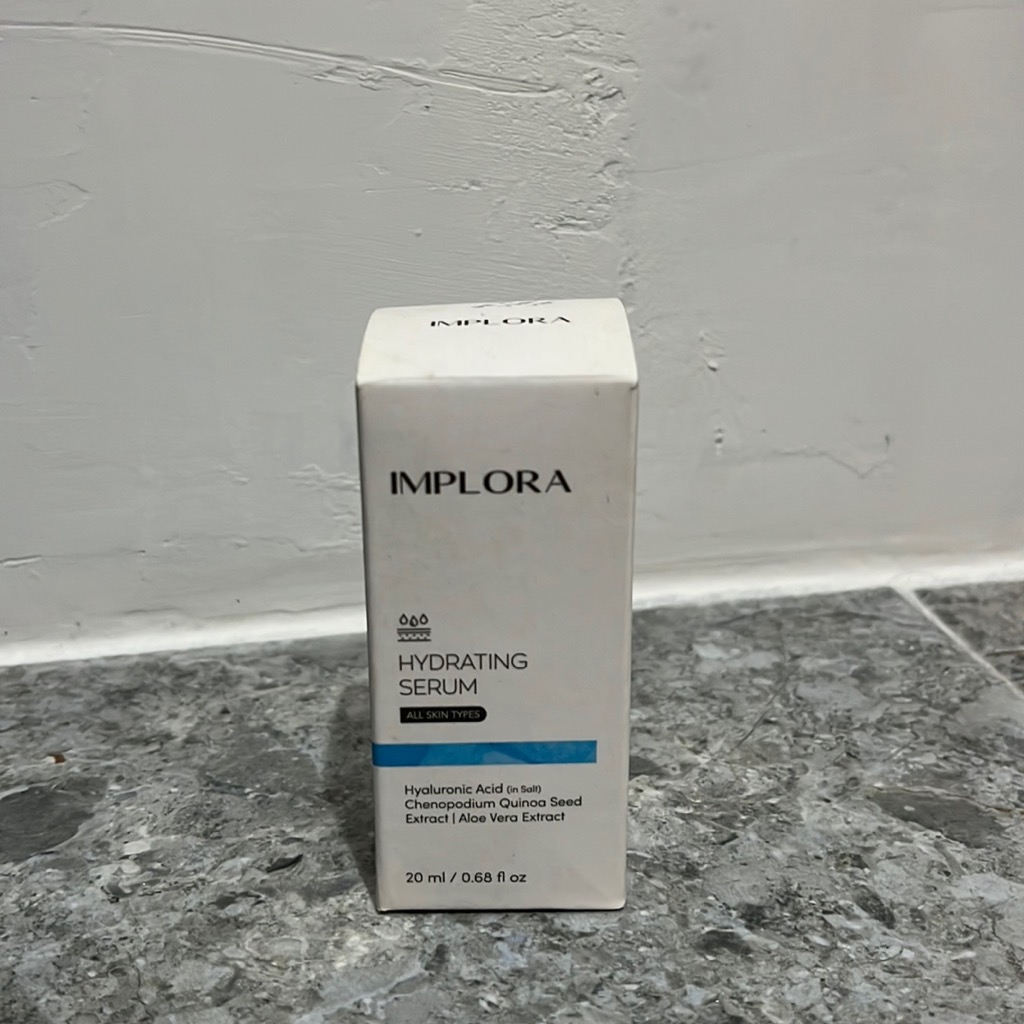 IMPLORA
IMPLORA
HYDRATING
SERUM
ALL SKIN TYPES
Hyaluronic Acid (in Salt)
Chenopodium Quinoa Seed
Extract | Aloe Vera Extract
20 ml / 0.68 fl oz